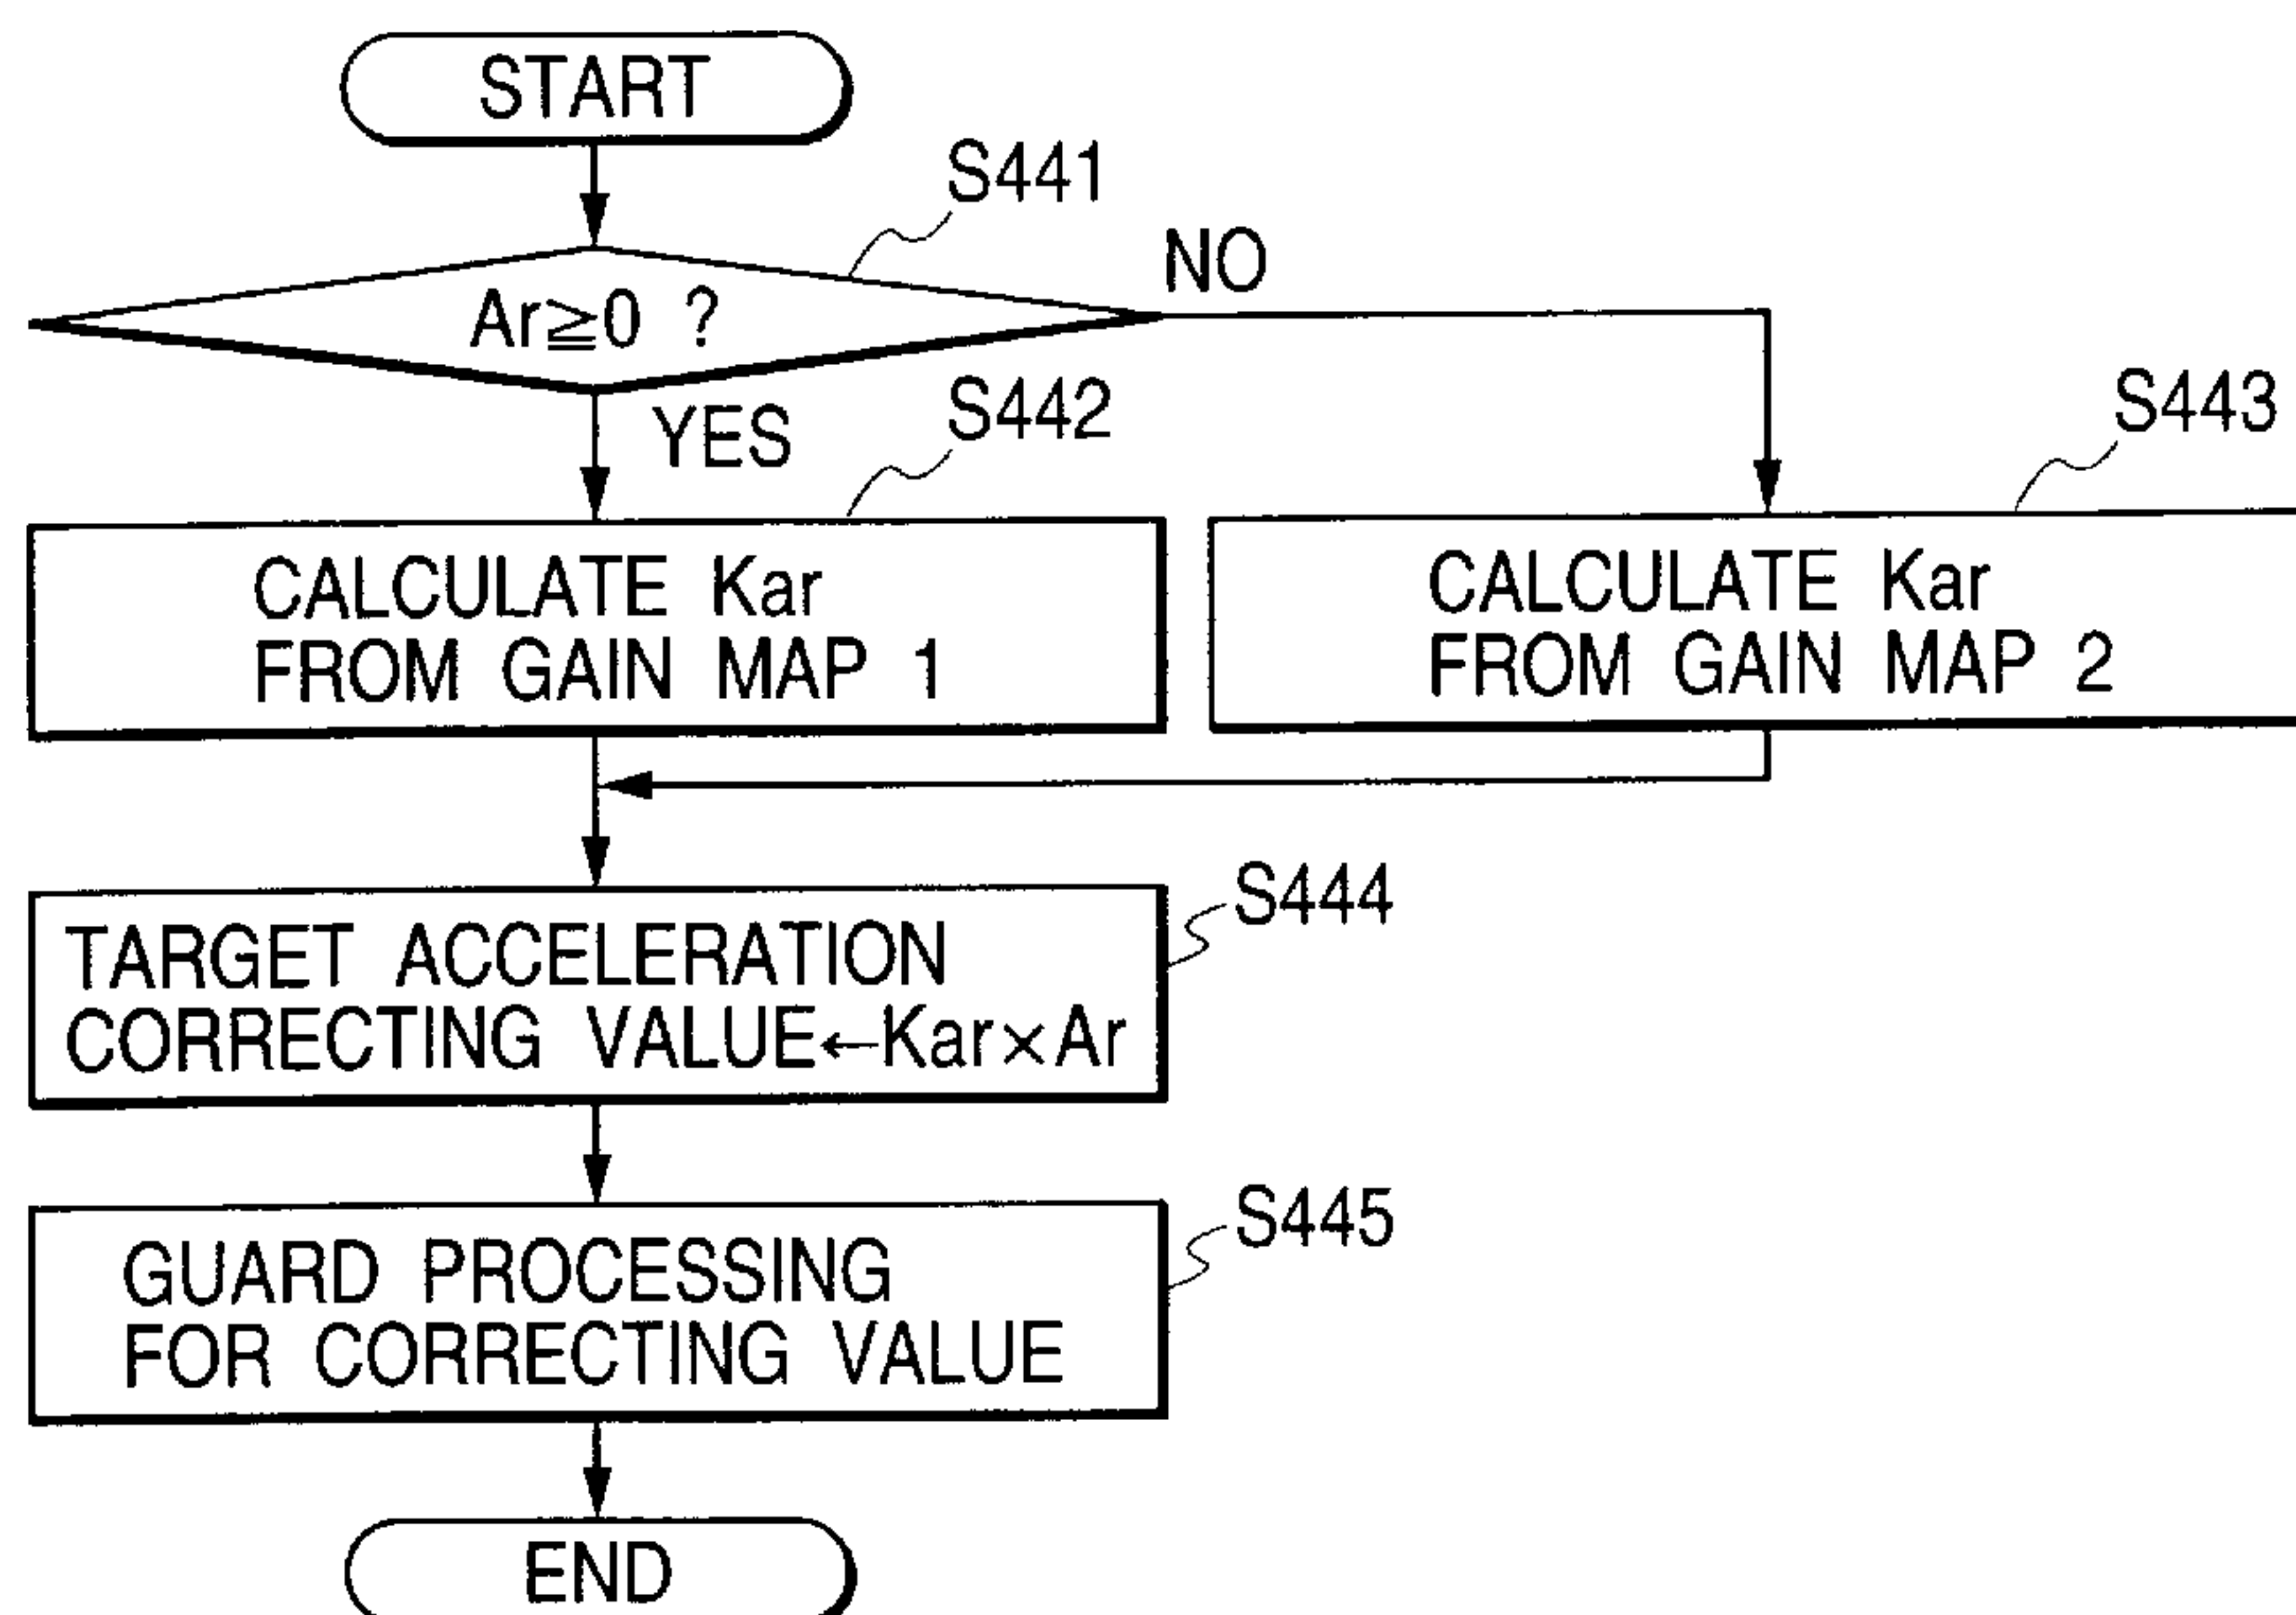 START
S441
Ar≧0 ?
NO
YES
S442
S443
CALCULATE Kar
FROM GAIN MAP 1
CALCULATE Kar
FROM GAIN MAP 2
S444
TARGET ACCELERATION
CORRECTING VALUE←Kar×Ar
S445
GUARD PROCESSING
FOR CORRECTING VALUE
END